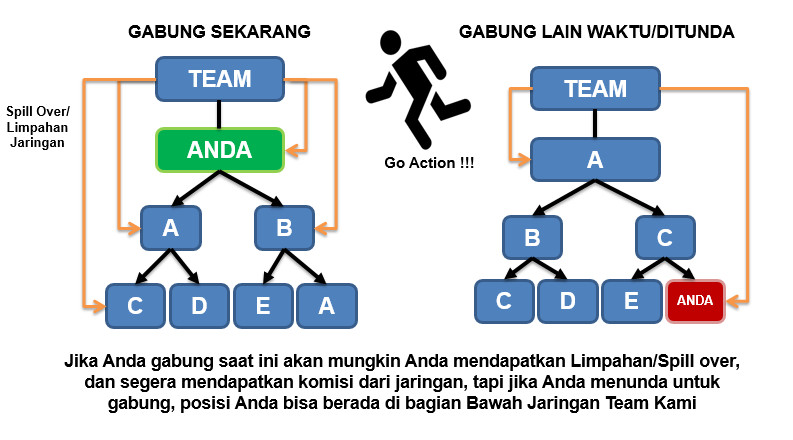 GABUNG SEKARANG
TEAM
Spill Over/
Limpahan
Jaringan
ANDA
A
B
C
D
E
A
Go Action !!!
GABUNG LAIN WAKTU/DITUNDA
TEAM
A
B
C
C
D
E
ANDA
Jika Anda gabung saat ini akan mungkin Anda mendapatkan Limpahan/Spill over,
dan segera mendapatkan komisi dari jaringan, tapi jika Anda menunda untuk
gabung, posisi Anda bisa berada di bagian Bawah Jaringan Team Kami